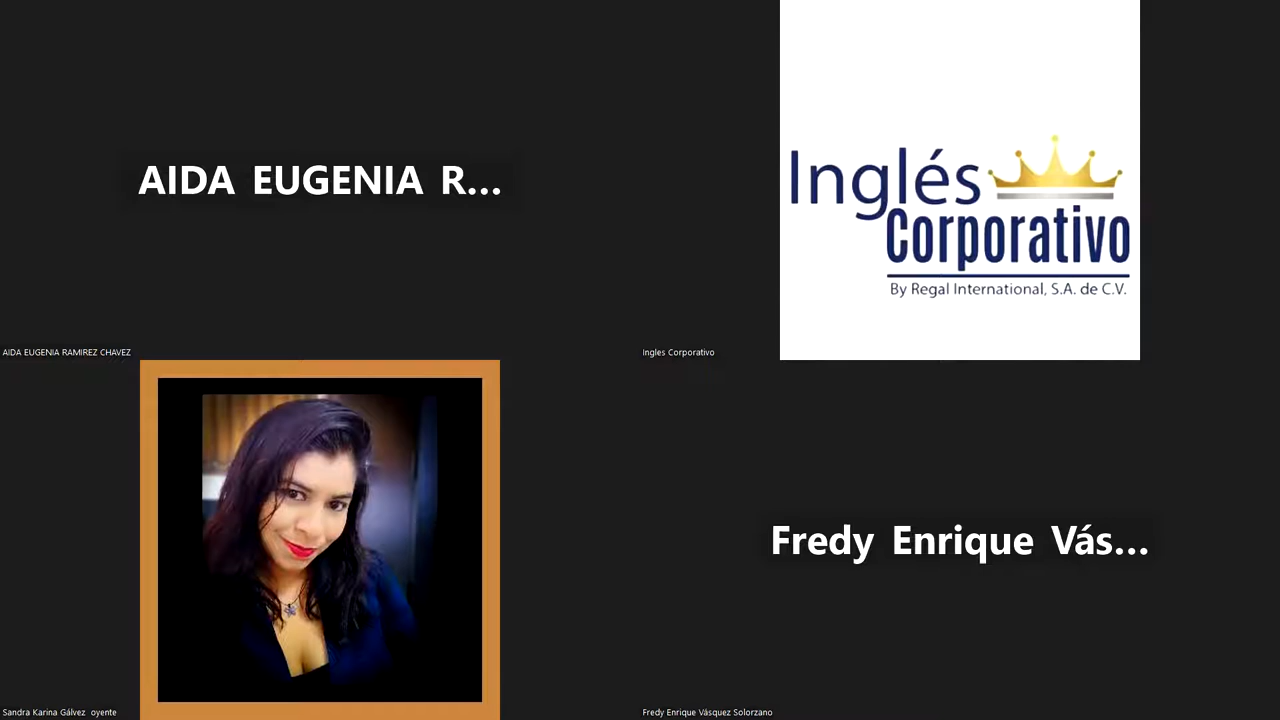 AIDA EUGENIA R...
Inglés
Corporativo
By Regal International, S.A. de C.V.
AIDA EUGENIA RAMIREZ CHAVEZ
Ingles Corporativo
Fredy Enrique Vás...
Sandra Karina Gálvez oyente
Fredy Enrique Vásquez Solorzano